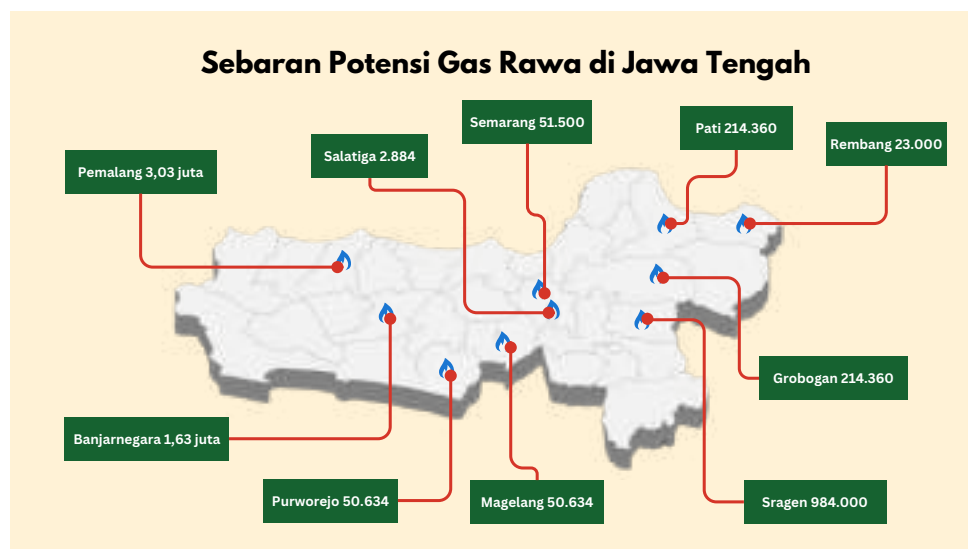 Sebaran Potensi Gas Rawa di Jawa Tengah
Semarang 51.500
Pati 214.360
Rembang 23.000
Salatiga 2.884
Pemalang 3,03 juta
Grobogan 214.360
Banjarnegara 1,63 juta
Purworejo 50.634
Magelang 50.634
Sragen 984.000